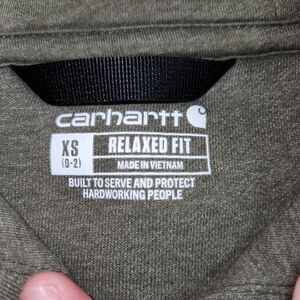 carhartt
XS RELAXED FIT
(0-2) MADE IN VIETNAM
BUILT TO SERVE AND PROTECT
HARDWORKING PEOPLE